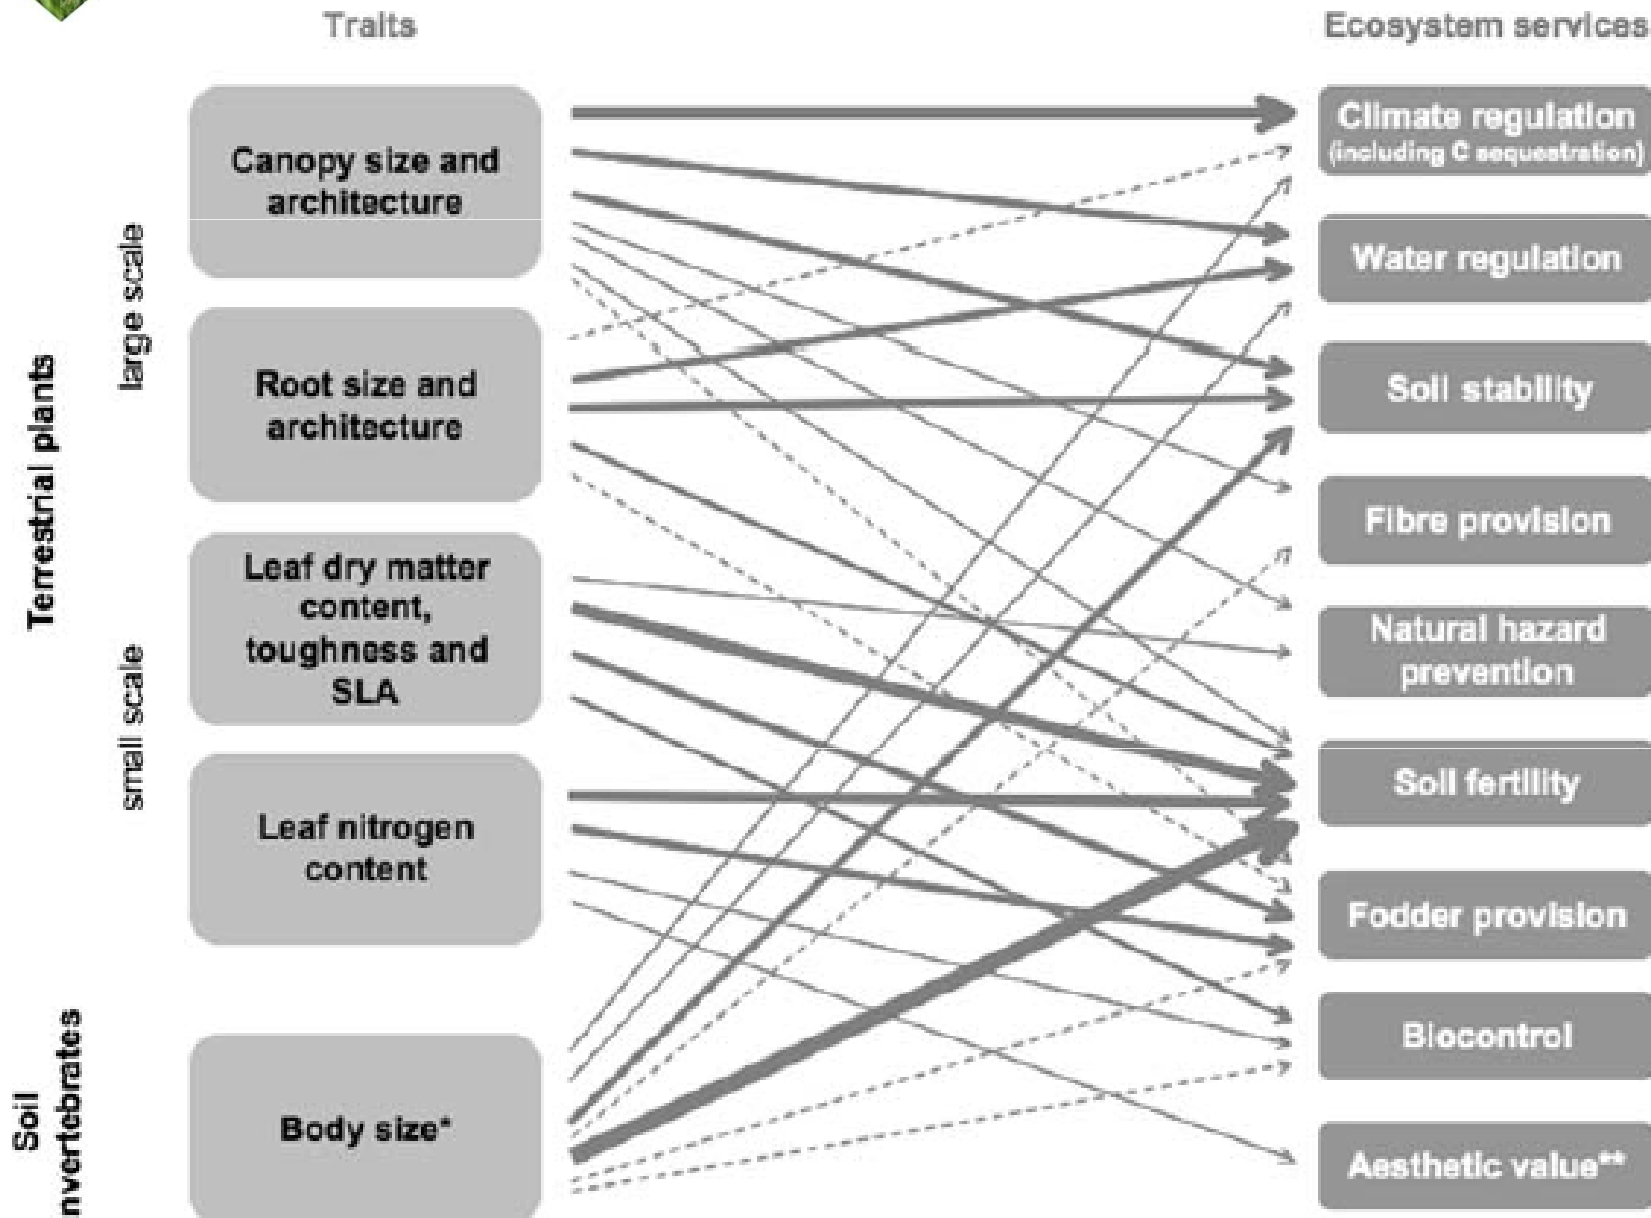 Traits
Ecosystem services
Terrestrial plants
large scale
small scale
Canopy size and
architecture
Root size and
architecture
Leaf dry matter
content,
toughness and
SLA
Leaf nitrogen
content
Soil
nvertebrates
Body size*
Climate regulation
(including C sequestration)
Water regulation
Soil stability
Fibre provision
Natural hazard
prevention
Soil fertility
Fodder provision
Biocontrol
Aesthetic value**